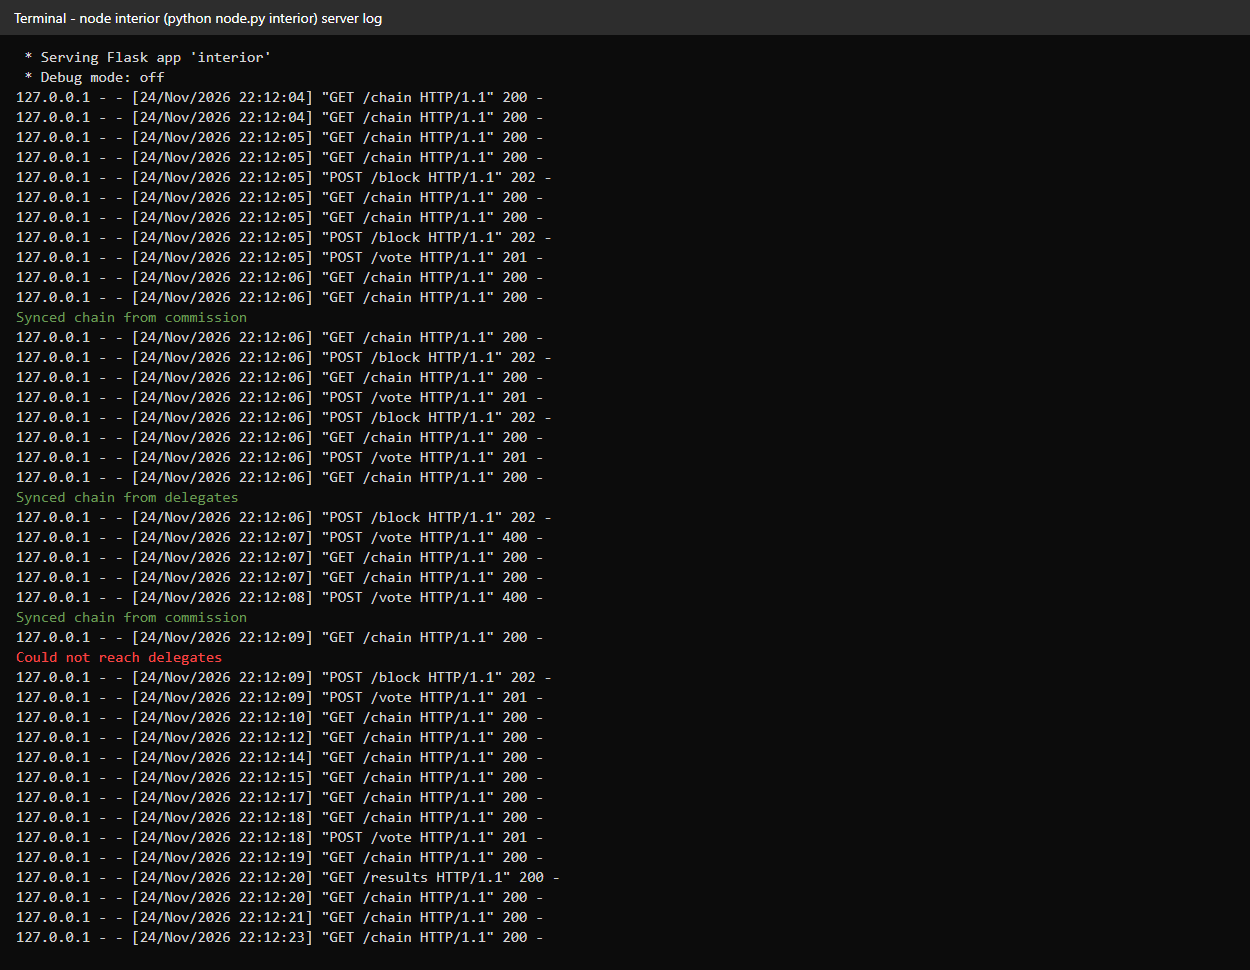 Terminal - node interior (python node.py interior) server log
 * Serving Flask app 'interior'
 * Debug mode: off
127.0.0.1 - - [24/Nov/2026 22:12:04] "GET /chain HTTP/1.1" 200 -
127.0.0.1 - - [24/Nov/2026 22:12:04] "GET /chain HTTP/1.1" 200 -
127.0.0.1 - - [24/Nov/2026 22:12:05] "GET /chain HTTP/1.1" 200 -
127.0.0.1 - - [24/Nov/2026 22:12:05] "GET /chain HTTP/1.1" 200 -
127.0.0.1 - - [24/Nov/2026 22:12:05] "POST /block HTTP/1.1" 202 -
127.0.0.1 - - [24/Nov/2026 22:12:05] "GET /chain HTTP/1.1" 200 -
127.0.0.1 - - [24/Nov/2026 22:12:05] "GET /chain HTTP/1.1" 200 -
127.0.0.1 - - [24/Nov/2026 22:12:05] "POST /block HTTP/1.1" 202 -
127.0.0.1 - - [24/Nov/2026 22:12:05] "POST /vote HTTP/1.1" 201 -
127.0.0.1 - - [24/Nov/2026 22:12:06] "GET /chain HTTP/1.1" 200 -
127.0.0.1 - - [24/Nov/2026 22:12:06] "GET /chain HTTP/1.1" 200 -
Synced chain from commission
127.0.0.1 - - [24/Nov/2026 22:12:06] "GET /chain HTTP/1.1" 200 -
127.0.0.1 - - [24/Nov/2026 22:12:06] "POST /block HTTP/1.1" 202 -
127.0.0.1 - - [24/Nov/2026 22:12:06] "GET /chain HTTP/1.1" 200 -
127.0.0.1 - - [24/Nov/2026 22:12:06] "POST /vote HTTP/1.1" 201 -
127.0.0.1 - - [24/Nov/2026 22:12:06] "POST /block HTTP/1.1" 202 -
127.0.0.1 - - [24/Nov/2026 22:12:06] "GET /chain HTTP/1.1" 200 -
127.0.0.1 - - [24/Nov/2026 22:12:06] "POST /vote HTTP/1.1" 201 -
127.0.0.1 - - [24/Nov/2026 22:12:06] "GET /chain HTTP/1.1" 200 -
Synced chain from delegates
127.0.0.1 - - [24/Nov/2026 22:12:06] "POST /block HTTP/1.1" 202 -
127.0.0.1 - - [24/Nov/2026 22:12:07] "POST /vote HTTP/1.1" 400 -
127.0.0.1 - - [24/Nov/2026 22:12:07] "GET /chain HTTP/1.1" 200 -
127.0.0.1 - - [24/Nov/2026 22:12:07] "GET /chain HTTP/1.1" 200 -
127.0.0.1 - - [24/Nov/2026 22:12:08] "POST /vote HTTP/1.1" 400 -
Synced chain from commission
127.0.0.1 - - [24/Nov/2026 22:12:09] "GET /chain HTTP/1.1" 200 -
Could not reach delegates
127.0.0.1 - - [24/Nov/2026 22:12:09] "POST /block HTTP/1.1" 202 -
127.0.0.1 - - [24/Nov/2026 22:12:09] "POST /vote HTTP/1.1" 201 -
127.0.0.1 - - [24/Nov/2026 22:12:10] "GET /chain HTTP/1.1" 200 -
127.0.0.1 - - [24/Nov/2026 22:12:12] "GET /chain HTTP/1.1" 200 -
127.0.0.1 - - [24/Nov/2026 22:12:14] "GET /chain HTTP/1.1" 200 -
127.0.0.1 - - [24/Nov/2026 22:12:15] "GET /chain HTTP/1.1" 200 -
127.0.0.1 - - [24/Nov/2026 22:12:17] "GET /chain HTTP/1.1" 200 -
127.0.0.1 - - [24/Nov/2026 22:12:18] "GET /chain HTTP/1.1" 200 -
127.0.0.1 - - [24/Nov/2026 22:12:18] "POST /vote HTTP/1.1" 201 -
127.0.0.1 - - [24/Nov/2026 22:12:19] "GET /chain HTTP/1.1" 200 -
127.0.0.1 - - [24/Nov/2026 22:12:20] "GET /results HTTP/1.1" 200 -
127.0.0.1 - - [24/Nov/2026 22:12:20] "GET /chain HTTP/1.1" 200 -
127.0.0.1 - - [24/Nov/2026 22:12:21] "GET /chain HTTP/1.1" 200 -
127.0.0.1 - - [24/Nov/2026 22:12:23] "GET /chain HTTP/1.1" 200 -